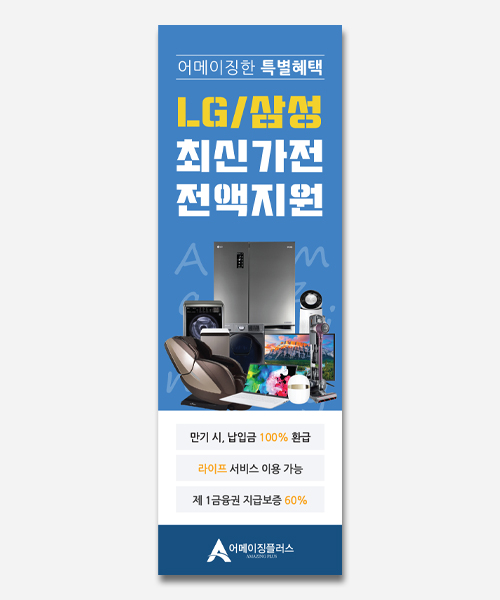 어메이징한 특별혜택
LG/삼성
최신가전
전액지원
만기 시, 납입금 100% 환급
라이프 서비스 이용 가능
제 1금융권 지급보증 60%
어메이징플러스
AMAZING PLUS